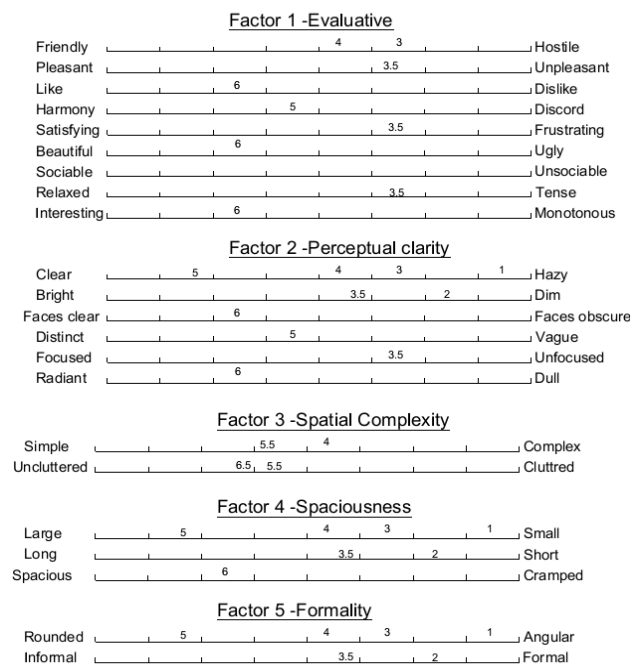 Factor 1 -Evaluative
Friendly 4 3 Hostile
Pleasant 3.5 Unpleasant
Like 6 Dislike
Harmony 5 Discord
Satisfying 3.5 Frustrating
Beautiful 6 Ugly
Sociable Unsociable
Relaxed 3.5 Tense
Interesting 6 Monotonous
Factor 2 -Perceptual clarity
Clear 5 4 3 1 Hazy
Bright 3.5 2 Dim
Faces clear 6 Faces obscure
Distinct 5 Vague
Focused 3.5 Unfocused
Radiant 6 Dull
Factor 3 -Spatial Complexity
Simple 5.5 4 Complex
Uncluttered 6.5 5.5 Cluttred
Factor 4 -Spaciousness
Large 5 4 3 1 Small
Long 3.5 2 Short
Spacious 6 Cramped
Factor 5 -Formality
Rounded 5 4 3 1 Angular
Informal 3.5 2 Formal